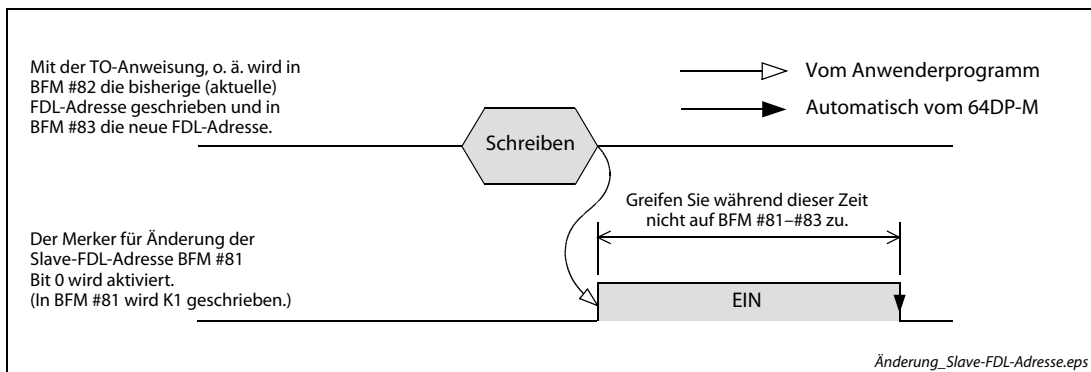 Mit der TO-Anweisung, o. ä. wird in
BFM #82 die bisherige (aktuelle)
FDL-Adresse geschrieben und in
BFM #83 die neue FDL-Adresse.
Vom Anwenderprogramm
Automatisch vom 64DP-M
Schreiben
Greifen Sie während dieser Zeit
nicht auf BFM #81–#83 zu.
Der Merker für Änderung der
Slave-FDL-Adresse BFM #81
Bit 0 wird aktiviert.
(In BFM #81 wird K1 geschrieben.)
EIN
Änderung_Slave-FDL-Adresse.eps